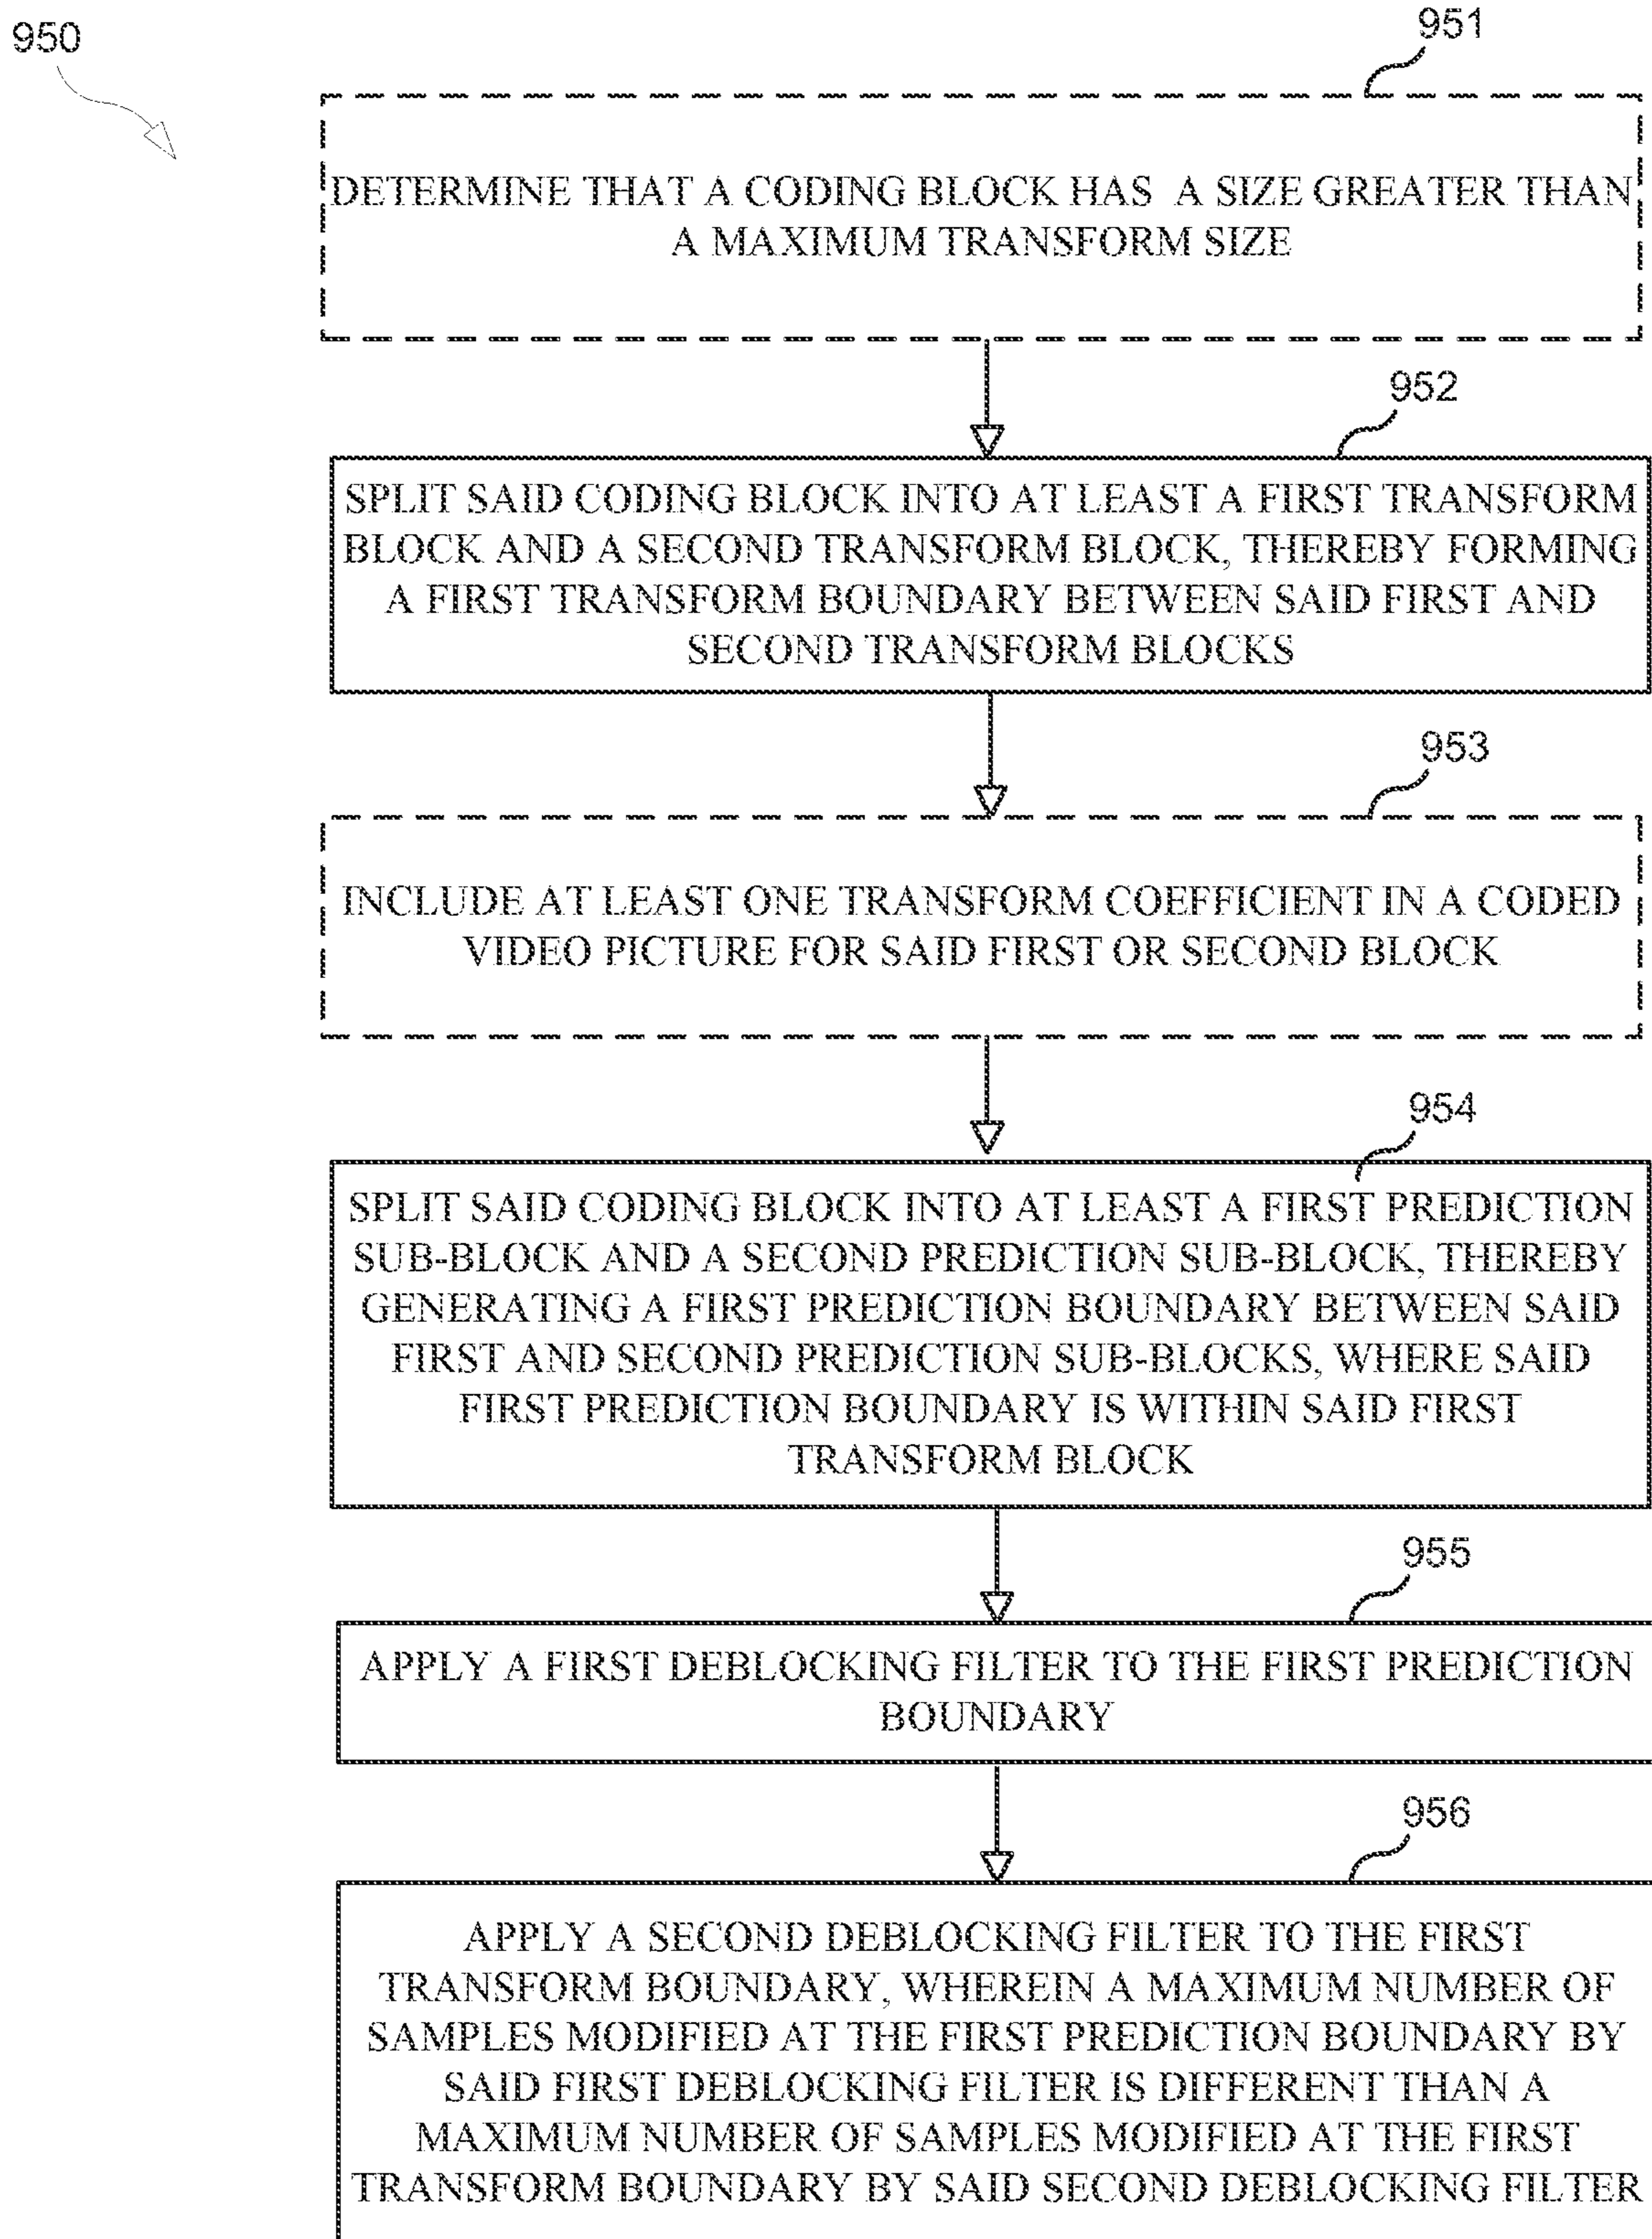 950
951
DETERMINE THAT A CODING BLOCK HAS A SIZE GREATER THAN
A MAXIMUM TRANSFORM SIZE
952
SPLIT SAID CODING BLOCK INTO AT LEAST A FIRST TRANSFORM
BLOCK AND A SECOND TRANSFORM BLOCK, THEREBY FORMING
A FIRST TRANSFORM BOUNDARY BETWEEN SAID FIRST AND
SECOND TRANSFORM BLOCKS
953
INCLUDE AT LEAST ONE TRANSFORM COEFFICIENT IN A CODED
VIDEO PICTURE FOR SAID FIRST OR SECOND BLOCK
954
SPLIT SAID CODING BLOCK INTO AT LEAST A FIRST PREDICTION
SUB-BLOCK AND A SECOND PREDICTION SUB-BLOCK, THEREBY
GENERATING A FIRST PREDICTION BOUNDARY BETWEEN SAID
FIRST AND SECOND PREDICTION SUB-BLOCKS, WHERE SAID
FIRST PREDICTION BOUNDARY IS WITHIN SAID FIRST
TRANSFORM BLOCK
955
APPLY A FIRST DEBLOCKING FILTER TO THE FIRST PREDICTION
BOUNDARY
956
APPLY A SECOND DEBLOCKING FILTER TO THE FIRST
TRANSFORM BOUNDARY, WHEREIN A MAXIMUM NUMBER OF
SAMPLES MODIFIED AT THE FIRST PREDICTION BOUNDARY BY
SAID FIRST DEBLOCKING FILTER IS DIFFERENT THAN A
MAXIMUM NUMBER OF SAMPLES MODIFIED AT THE FIRST
TRANSFORM BOUNDARY BY SAID SECOND DEBLOCKING FILTER